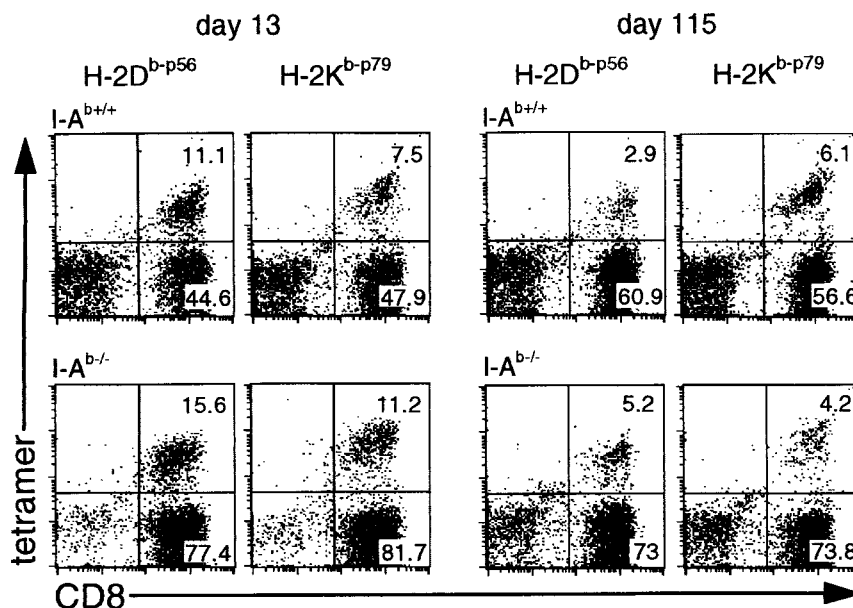 day 13 day 115
H-2D^b-p56 H-2K^b-p79 H-2D^b-p56 H-2K^b-p79
I-A^b+/+ I-A^b+/+
11.1 7.5 2.9 6.1
44.6 47.9 60.9 56.6
I-A^b-/- I-A^b-/-
15.6 11.2 5.2 4.2
77.4 81.7 73 73.8
tetramer
CD8